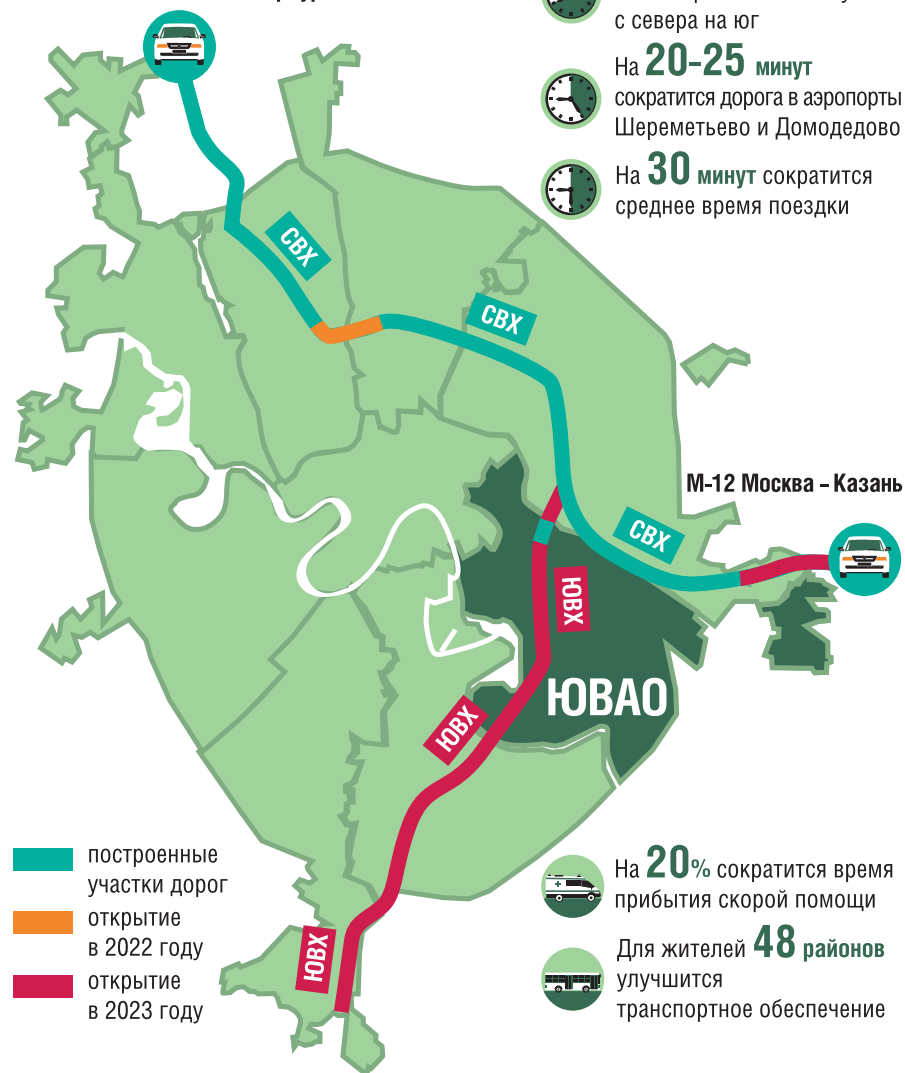 с севера на юг
На 20-25 минут
сократится дорога в аэропорты
Шереметьево и Домодедово
На 30 минут сократится
среднее время поездки
СВХ
СВХ
М-12 Москва – Казань
СВХ
ЮВХ
ЮВАО
ЮВХ
ЮВХ
построенные
участки дорог
открытие
в 2022 году
открытие
в 2023 году
На 20% сократится время
прибытия скорой помощи
Для жителей 48 районов
улучшится
транспортное обеспечение